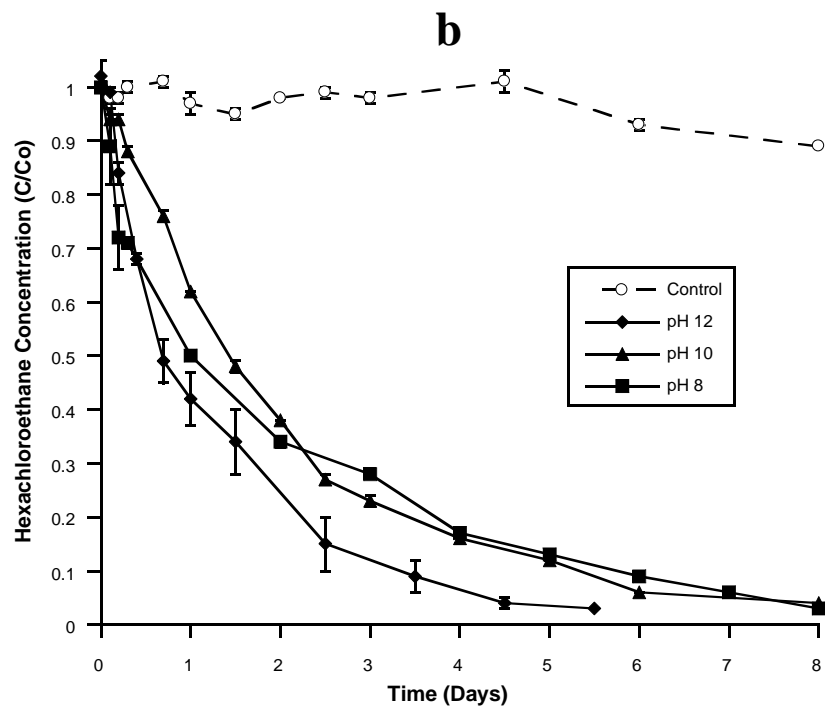 b
Hexachloroethane Concentration (C/Co)
1
0.9
0.8
0.7
0.6
0.5
0.4
0.3
0.2
0.1
0
Control
pH 12
pH 10
pH 8
0 1 2 3 4 5 6 7 8
Time (Days)